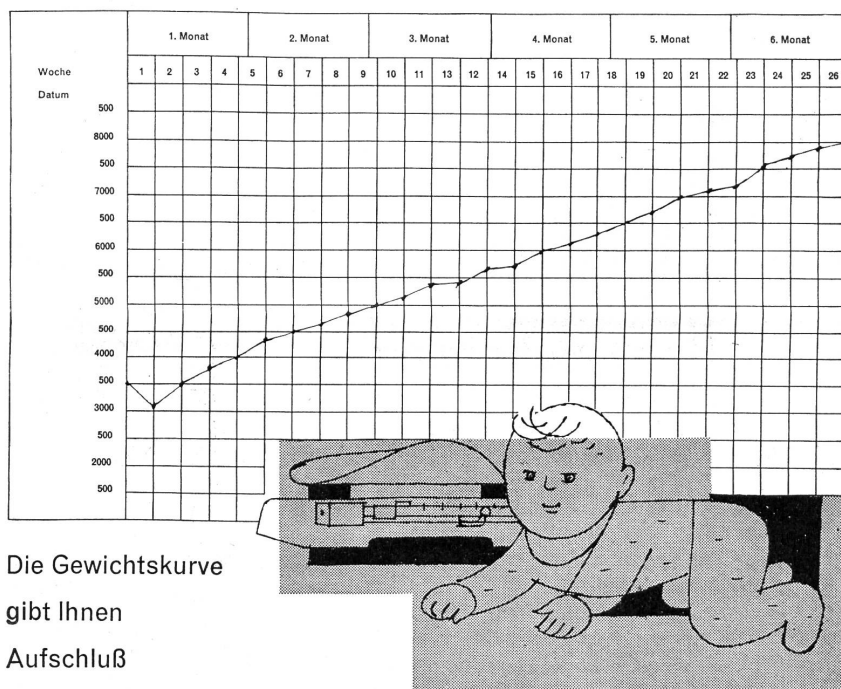 1. Monat 2. Monat 3. Monat 4. Monat 5. Monat 6. Monat
Woche 1 2 3 4 5 6 7 8 9 10 11 13 12 14 15 16 17 18 19 20 21 22 23 24 25 26
Datum
500
8000
500
7000
500
6000
500
5000
500
4000
500
3000
500
2000
500
Die Gewichtskurve
gibt Ihnen
Aufschluß